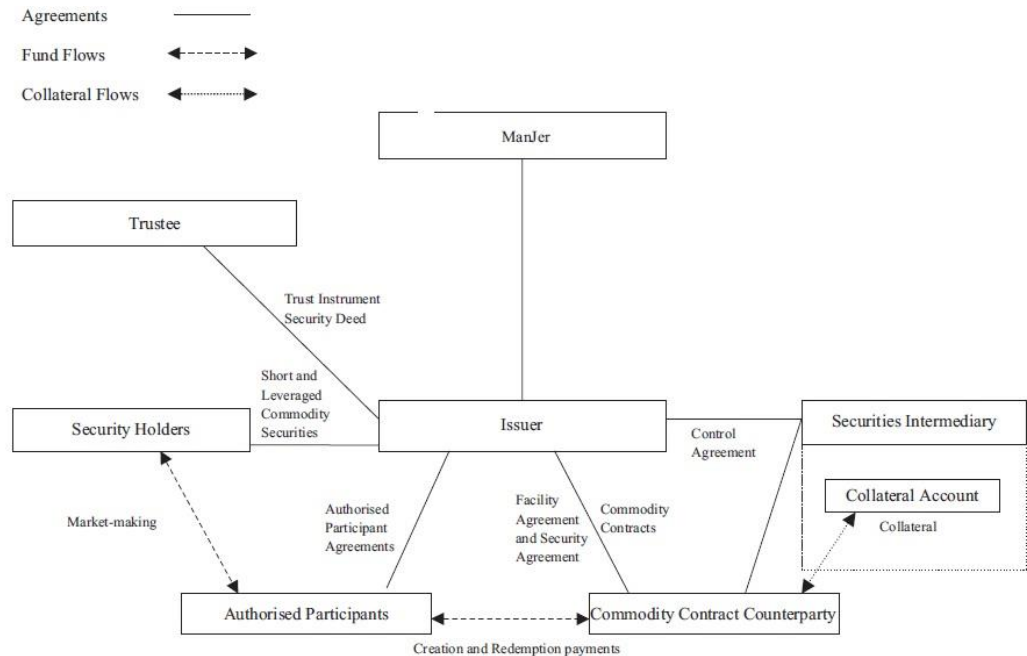 Agreements
Fund Flows
Collateral Flows
ManJer
Trustee
Trust Instrument
Security Deed
Short and
Leveraged
Commodity
Securities
Security Holders
Issuer
Control
Agreement
Securities Intermediary
Collateral Account
Collateral
Market-making
Authorised
Participant
Agreements
Facility
Agreement
and Security
Agreement
Commodity
Contracts
Authorised Participants
Commodity Contract Counterparty
Creation and Redemption payments